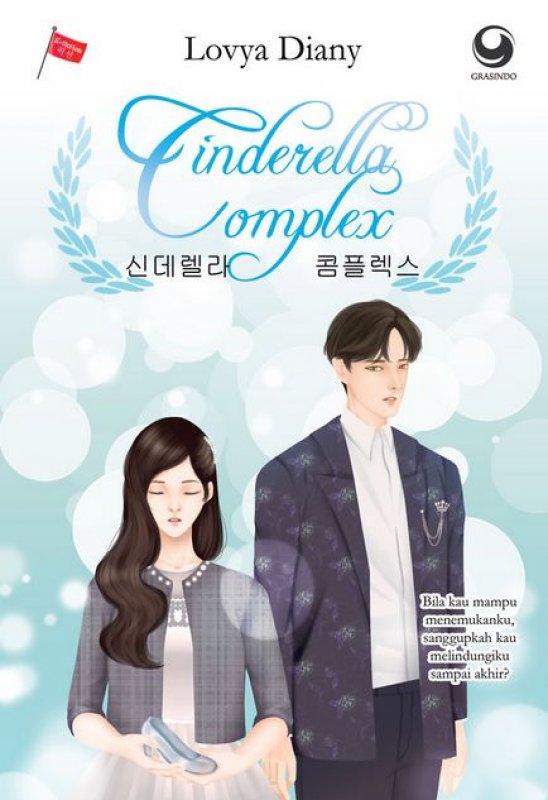 Lovya Diany
GRASINDO
Cinderella
Complex
신데렐라 콤플렉스
Bila kau mampu
menemukanku,
sanggupkah kau
melindungiku
sampai akhir?